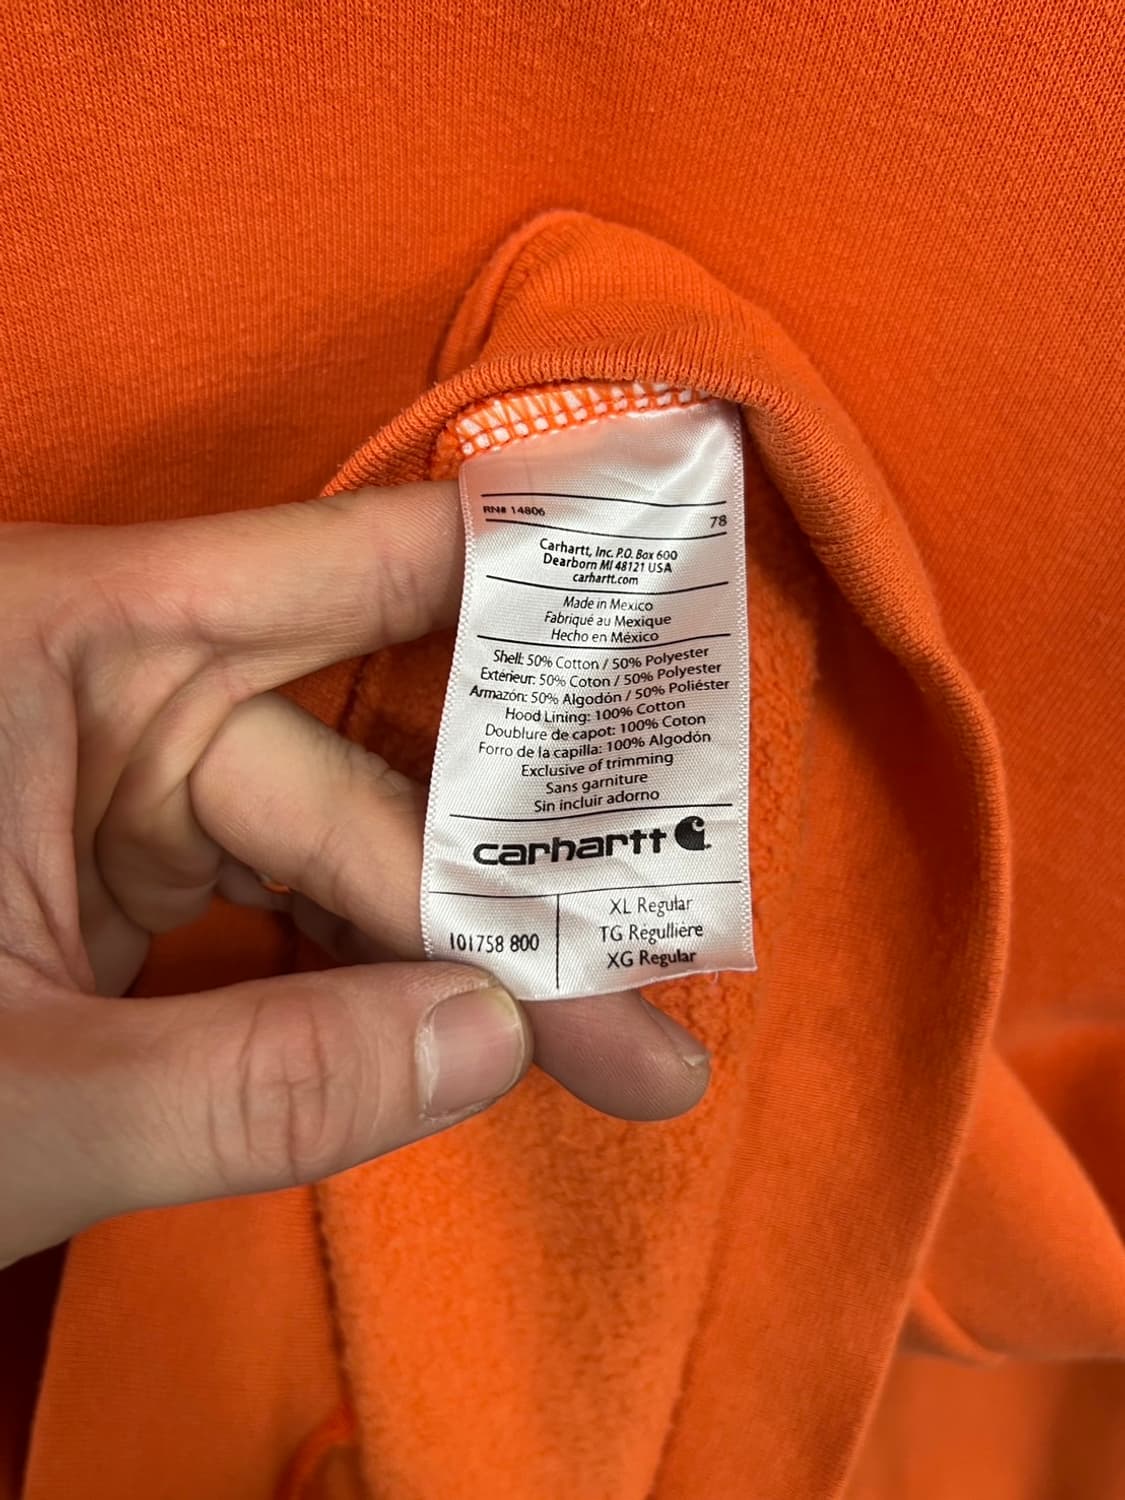 RN# 14806
78
Carhartt, Inc. P.O. Box 600
Dearborn MI 48121 USA
carhartt.com
Made in Mexico
Fabriqué au Mexique
Hecho en México
Shell: 50% Cotton / 50% Polyester
Extérieur: 50% Coton / 50% Polyester
Armazón: 50% Algodón / 50% Poliéster
Hood Lining: 100% Cotton
Doublure de capot: 100% Coton
Forro de la capilla: 100% Algodón
Exclusive of trimming
Sans garniture
Sin incluir adorno
carhartt
101758 800
XL Regular
TG Régullière
XG Regular